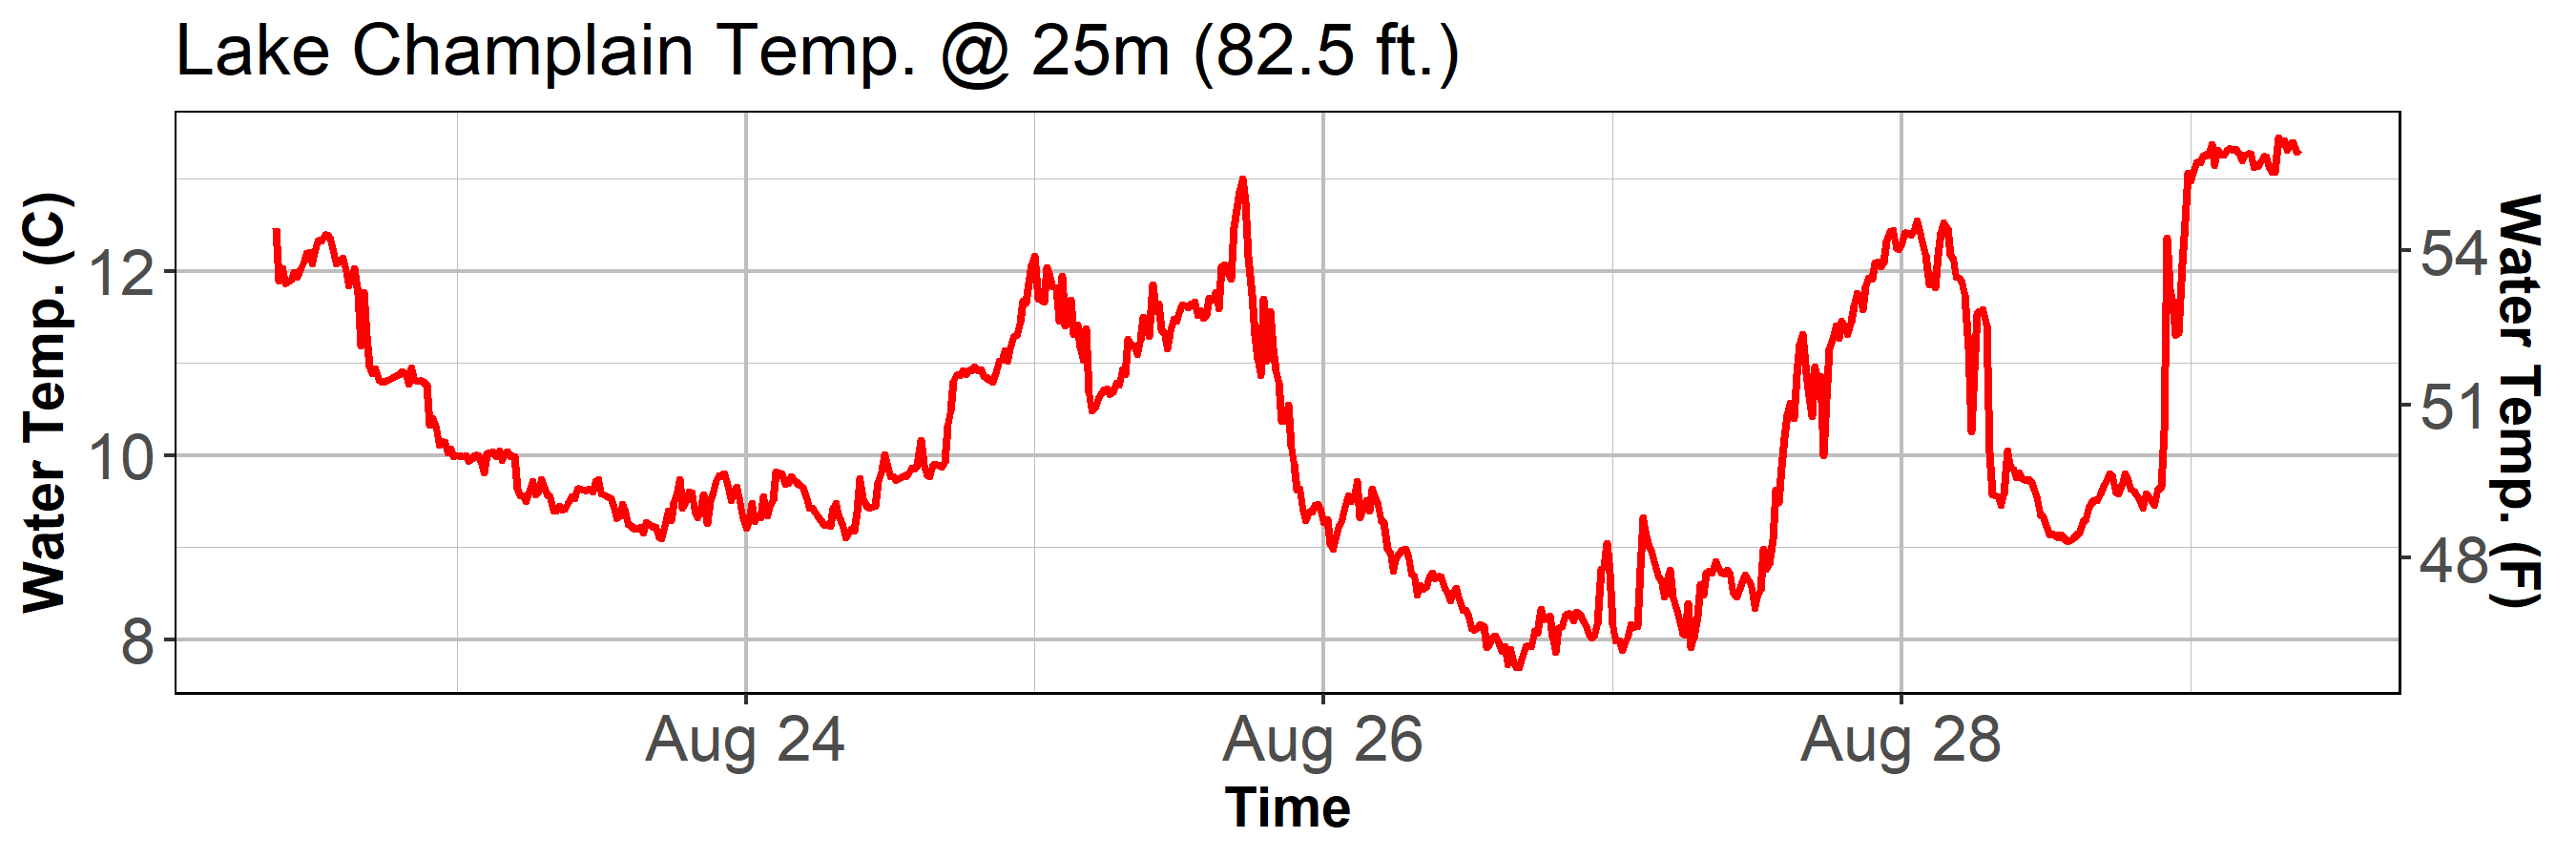 Lake Champlain Temp. @ 25m (82.5 ft.)
Water Temp. (C)
12
10
8
54
51
48
Water Temp. (F)
Aug 24
Aug 26
Aug 28
Time